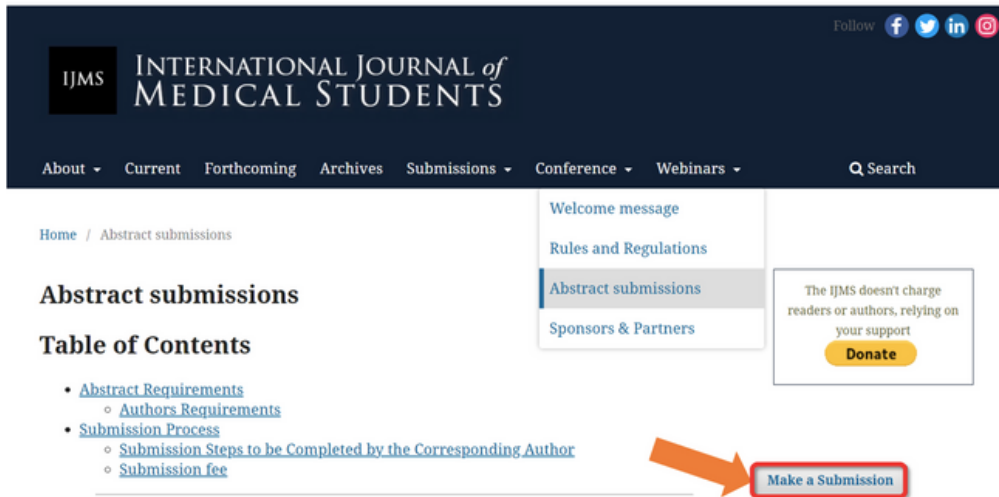 Follow
IJMS
INTERNATIONAL JOURNAL of
MEDICAL STUDENTS
About Current Forthcoming Archives Submissions Conference Webinars Search
Welcome message
Rules and Regulations
Abstract submissions
Sponsors & Partners
Home / Abstract submissions
Abstract submissions
Table of Contents
Abstract Requirements
Authors Requirements
Submission Process
Submission Steps to be Completed by the Corresponding Author
Submission fee
The IJMS doesn't charge
readers or authors, relying on
your support
Donate
Make a Submission